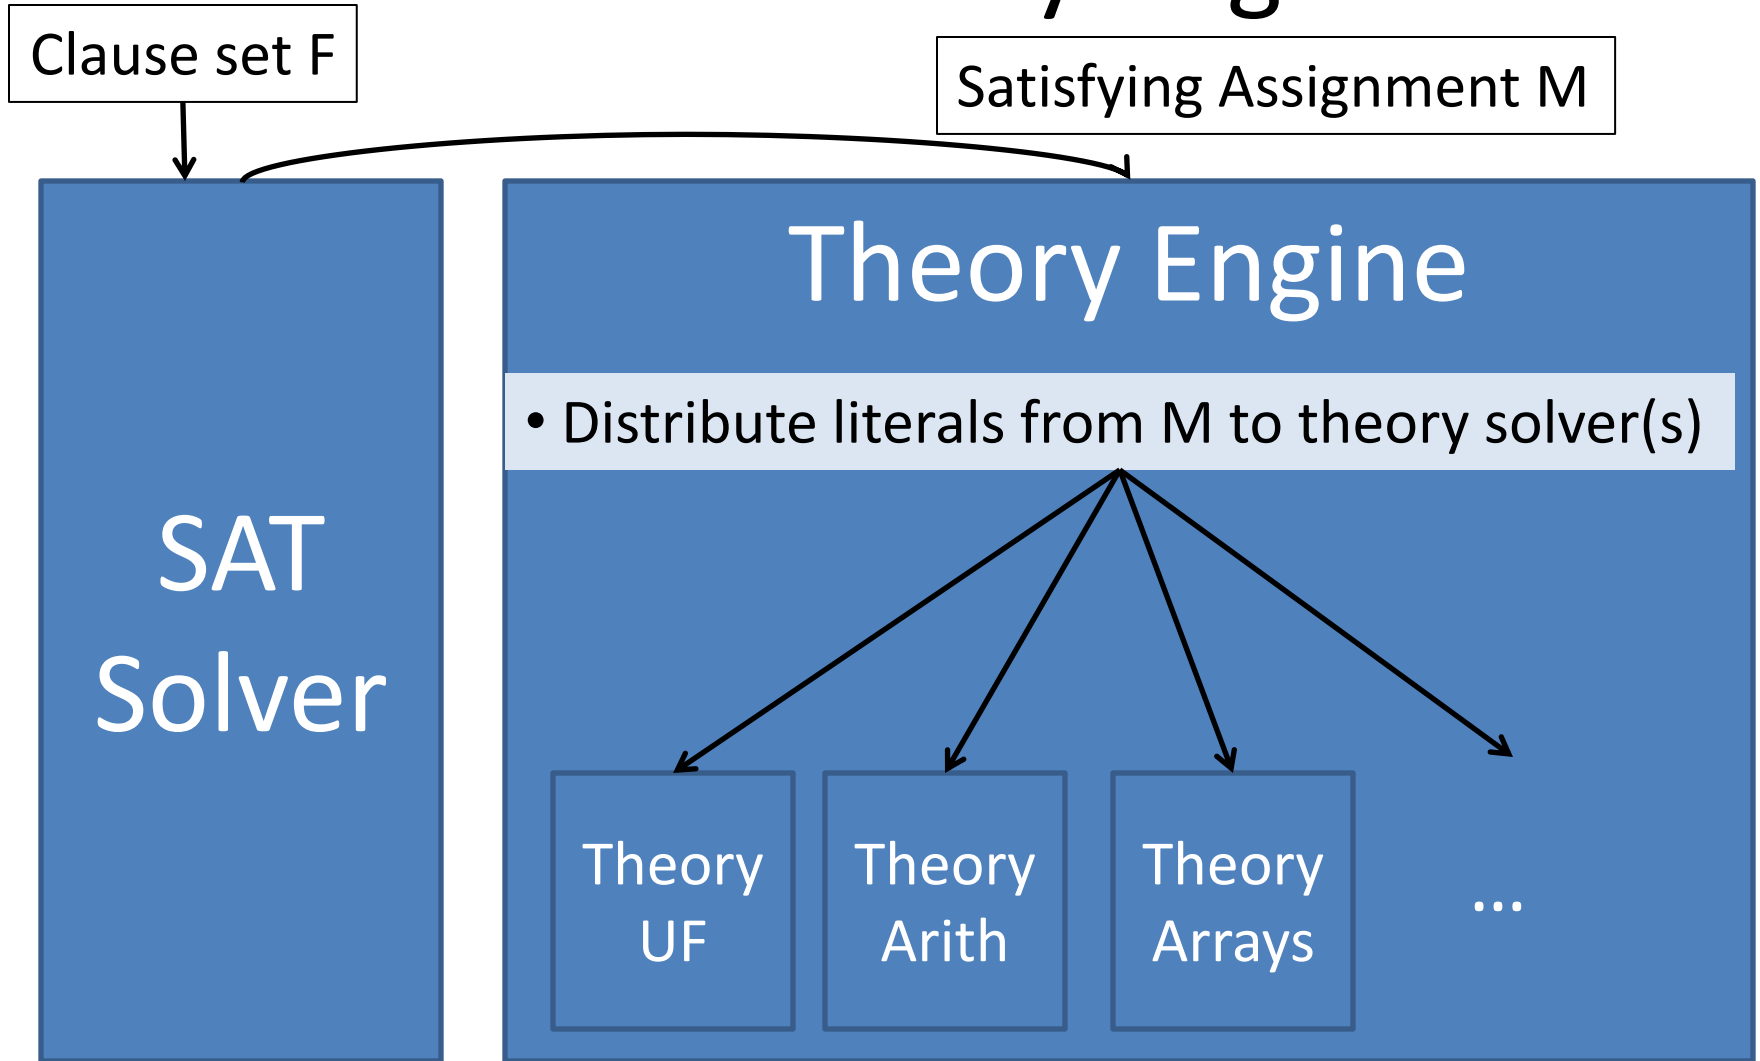 Clause set F
Satisfying Assignment M
Theory Engine
• Distribute literals from M to theory solver(s)
SAT
Solver
Theory
UF
Theory
Arith
Theory
Arrays
...